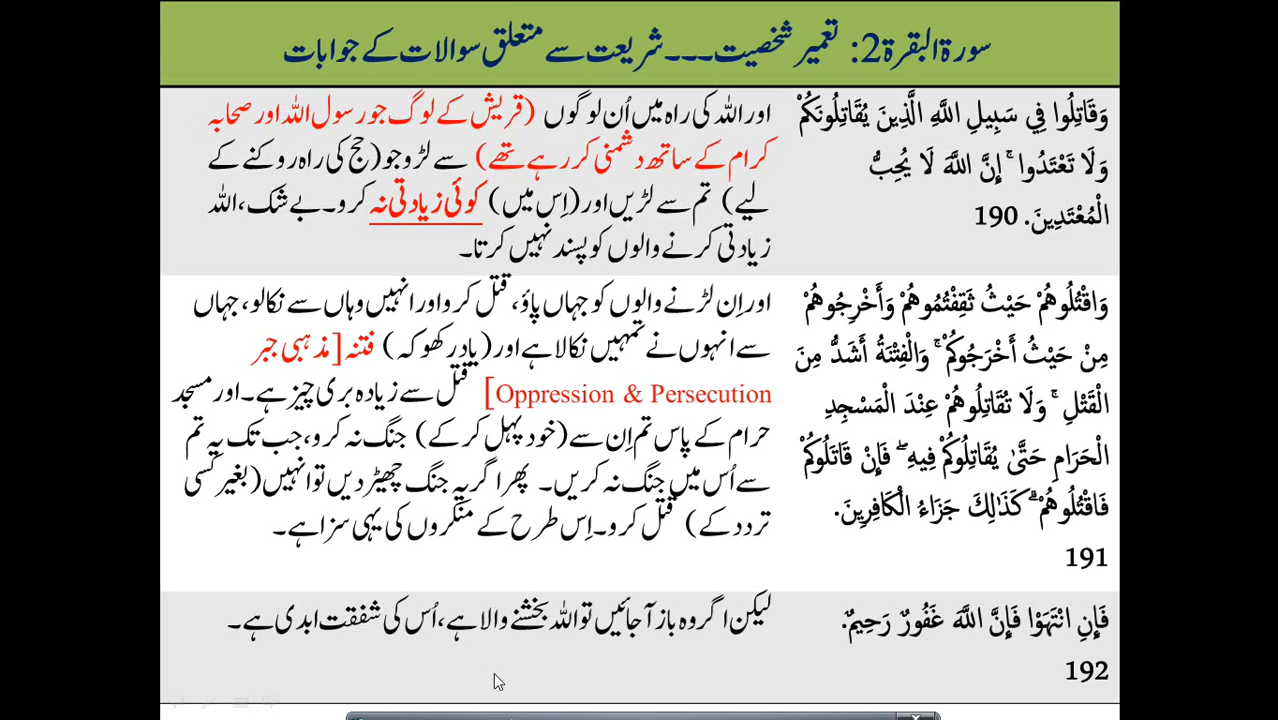 سورۃ البقرۃ 2: تعمیر شخصیت ۔۔۔ شریعت سے متعلق سوالات کے جوابات
وَقَاتِلُوا فِي سَبِيلِ اللَّهِ الَّذِينَ يُقَاتِلُونَكُمْ
وَلَا تَعْتَدُوا ۚ إِنَّ اللَّهَ لَا يُحِبُّ
الْمُعْتَدِينَ. 190
اور اللہ کی راہ میں اُن لوگوں (قریش کے لوگ جو رسول اللہ اور صحابہ
کرام کے ساتھ دشمنی کر رہے تھے) سے لڑو جو (حج کی راہ روکنے کے
لیے) تم سے لڑیں اور (اِس میں) کوئی زیادتی نہ کرو۔ بے شک، اللہ
زیادتی کرنے والوں کو پسند نہیں کرتا۔
وَاقْتُلُوهُمْ حَيْثُ ثَقِفْتُمُوهُمْ وَأَخْرِجُوهُمْ
مِنْ حَيْثُ أَخْرَجُوكُمْ ۚ وَالْفِتْنَةُ أَشَدُّ مِنَ
الْقَتْلِ ۚ وَلَا تُقَاتِلُوهُمْ عِنْدَ الْمَسْجِدِ
الْحَرَامِ حَتَّىٰ يُقَاتِلُوكُمْ فِيهِ ۖ فَإِنْ قَاتَلُوكُمْ
فَاقْتُلُوهُمْ ۗ كَذَٰلِكَ جَزَاءُ الْكَافِرِينَ.
191
اور اِن لڑنے والوں کو جہاں پاؤ، قتل کرو اور انہیں وہاں سے نکالو، جہاں
سے انہوں نے تمہیں نکالا ہے اور (یاد رکھو کہ) فتنہ [مذہبی جبر
Oppression & Persecution] قتل سے زیادہ بری چیز ہے۔ اور مسجد
حرام کے پاس تم اِن سے (خود پہل کر کے) جنگ نہ کرو، جب تک یہ تم
سے اُس میں جنگ نہ کریں۔ پھر اگر یہ جنگ چھیڑ دیں تو انہیں (بغیر کسی
تردد کے) قتل کرو۔ اِس طرح کے منکروں کی یہی سزا ہے۔
فَإِنِ انْتَهَوْا فَإِنَّ اللَّهَ غَفُورٌ رَحِيمٌ.
192
لیکن اگر وہ باز آ جائیں تو اللہ بخشنے والا ہے، اُس کی شفقت ابدی ہے۔